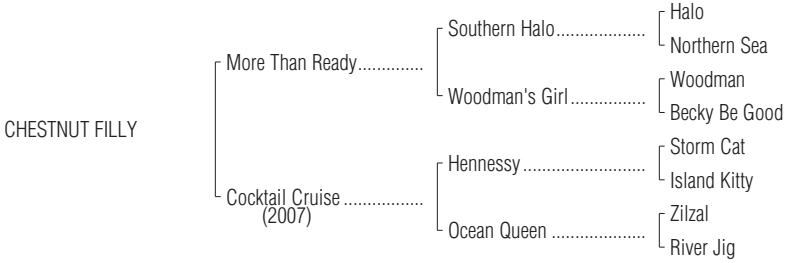 Halo
Southern Halo....................
Northern Sea
More Than Ready..............
Woodman
Woodman's Girl................
Becky Be Good
CHESTNUT FILLY
Storm Cat
Hennessy..........................
Island Kitty
Cocktail Cruise.................
(2007)
Zilzal
Ocean Queen....................
River Jig